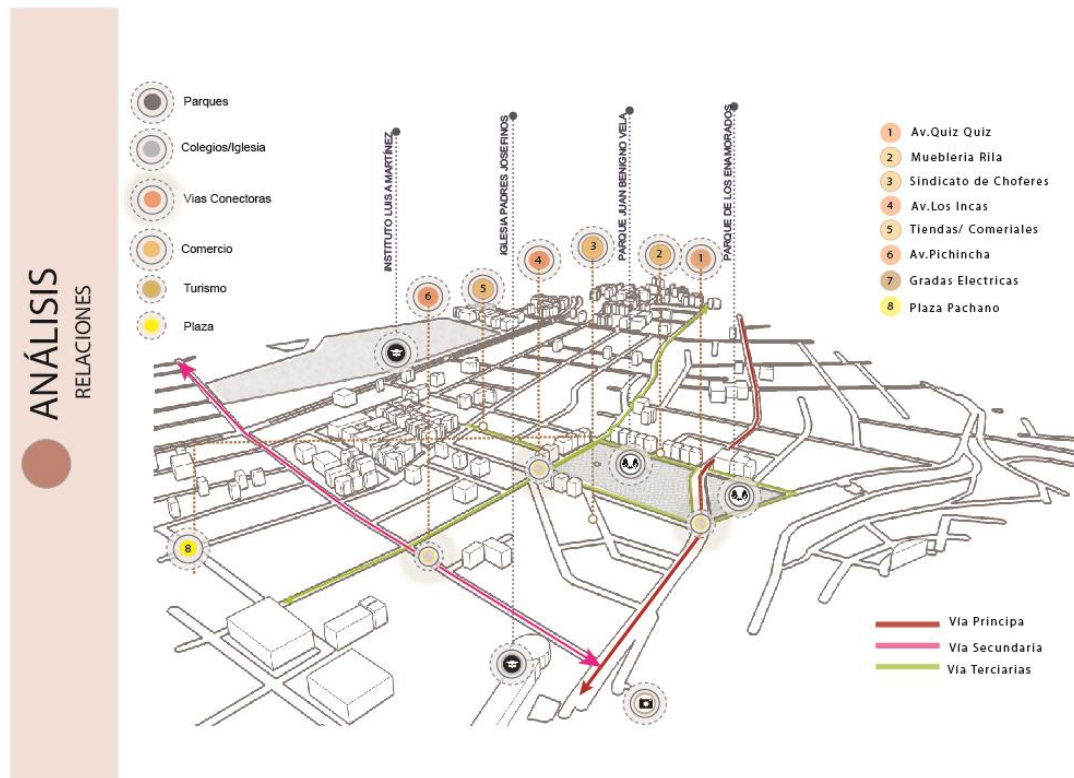 ANÁLISIS
RELACIONES
Parques
Colegios/Iglesia
Vias Conectoras
Comercio
Turismo
Plaza
INSTITUTO LUIS A MARTÍNEZ
IGLESIA PADRES JOSEFINOS
PARQUE JUAN BENIGNO VELA
PARQUE DE LOS ENAMORADOS
1 Av.Quiz Quiz
2 Muebleria Rila
3 Sindicato de Choferes
4 Av.Los Incas
5 Tiendas/ Comeriales
6 Av.Pichincha
7 Gradas Electricas
8 Plaza Pachano
6
5
4
3
2
1
8
Vía Principa
Vía Secundaria
Vía Terciarias